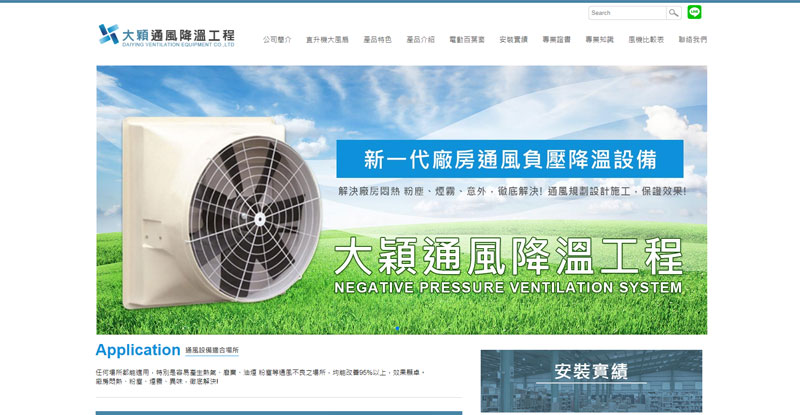 Search
大穎通風降溫工程
DAIYING VENTILATION EQUIPMENT CO.,LTD
公司簡介 直升機大風扇 產品特色 產品介紹 電動百葉窗 安裝實績 專業證書 專業知識 風機比較表 聯絡我們
新一代廠房通風負壓降溫設備
解決廠房悶熱 粉塵、煙霧、意外，徹底解決! 通風規劃設計施工，保證效果!
大穎通風降溫工程
NEGATIVE PRESSURE VENTILATION SYSTEM
Application 通風設備適合場所
安裝實績
任何場所都能適用，特別是容易產生熱氣、廢氣、油煙 粉塵等通風不良之場所，均能改善95%以上，效果顯卓。
廠房悶熱、粉塵、煙霧、異味，徹底解決!